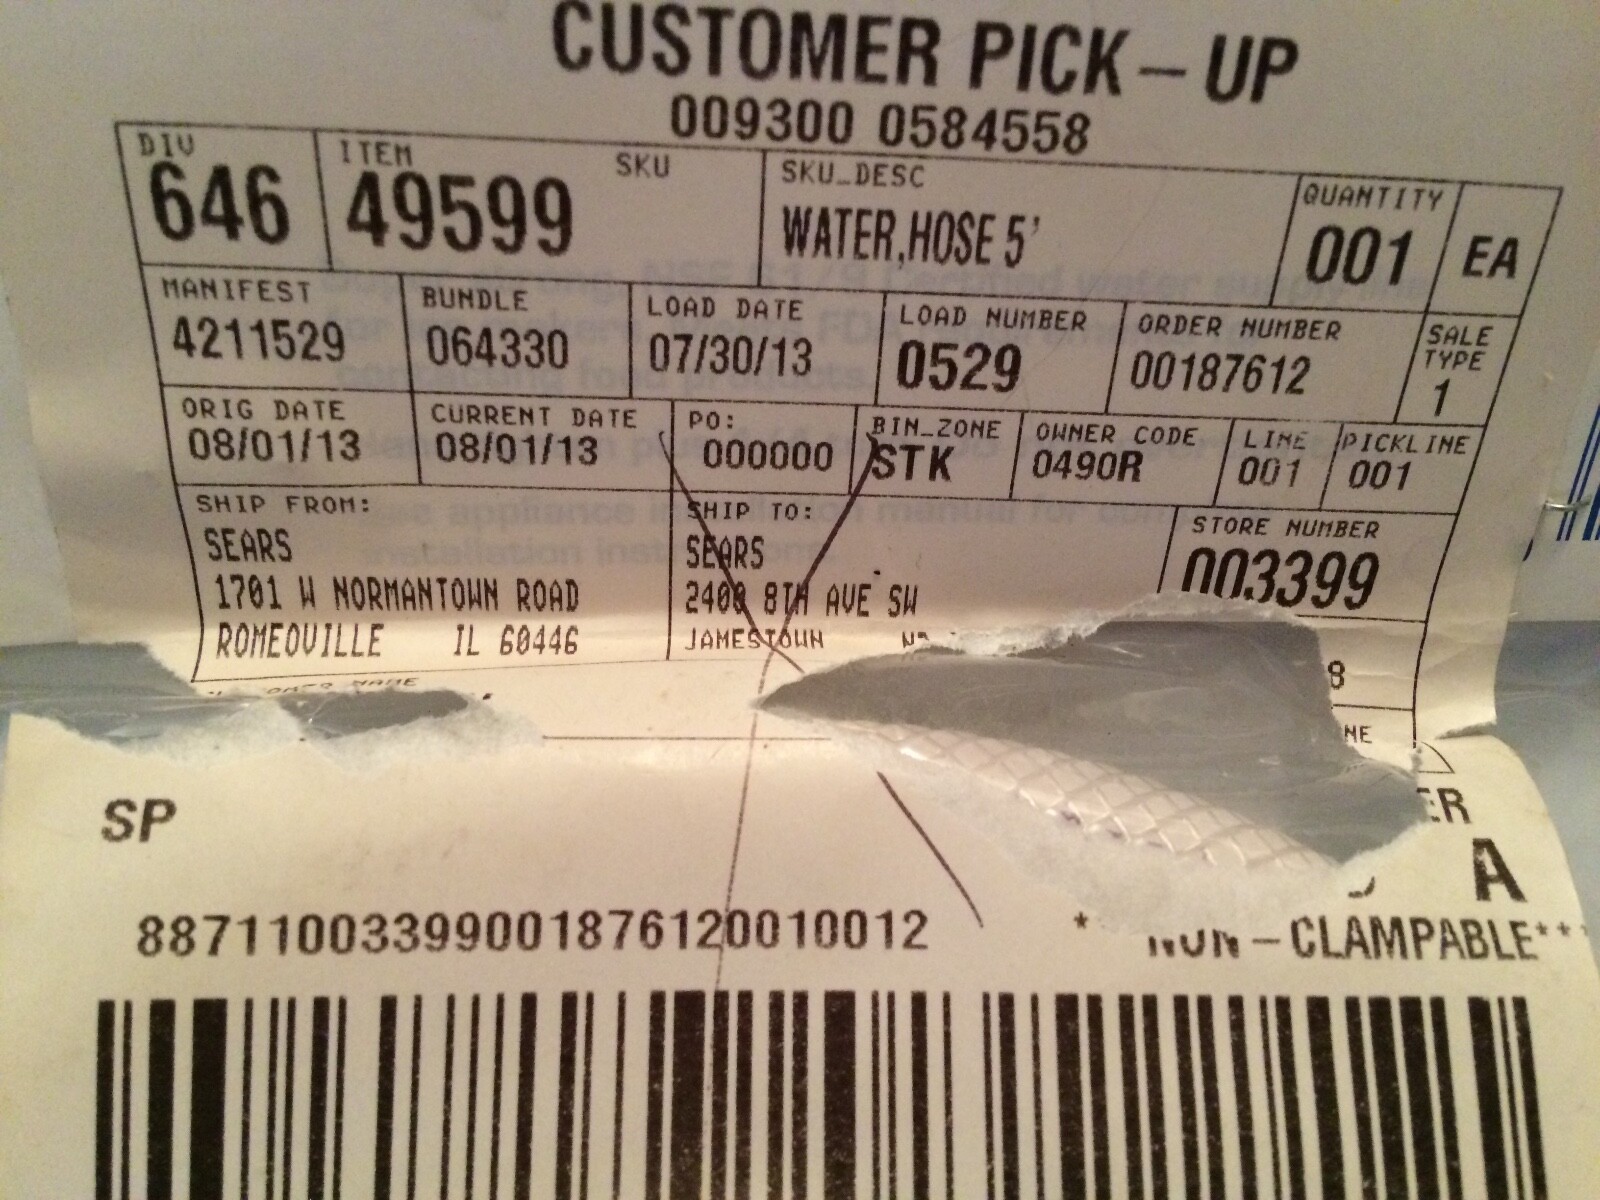 CUSTOMER PICK-UP
009300 0584558
DIV ITEM SKU SKU_DESC QUANTITY
646 49599 WATER,HOSE 5' 001 EA
MANIFEST BUNDLE LOAD DATE LOAD NUMBER ORDER NUMBER SALE TYPE
4211529 064330 07/30/13 0529 00187612 1
ORIG DATE CURRENT DATE PO: BIN_ZONE OWNER CODE LINE PICKLINE
08/01/13 08/01/13 000000 STK 0490R 001 001
SHIP FROM: SHIP TO: STORE NUMBER
SEARS SEARS 003399
1701 W NORMANTOWN ROAD 2400 8TH AVE SW
ROMEOVILLE IL 60446 JAMESTOWN
8
NE
SP ER
A
88711003399001876120010012 * NON-CLAMPABLE***